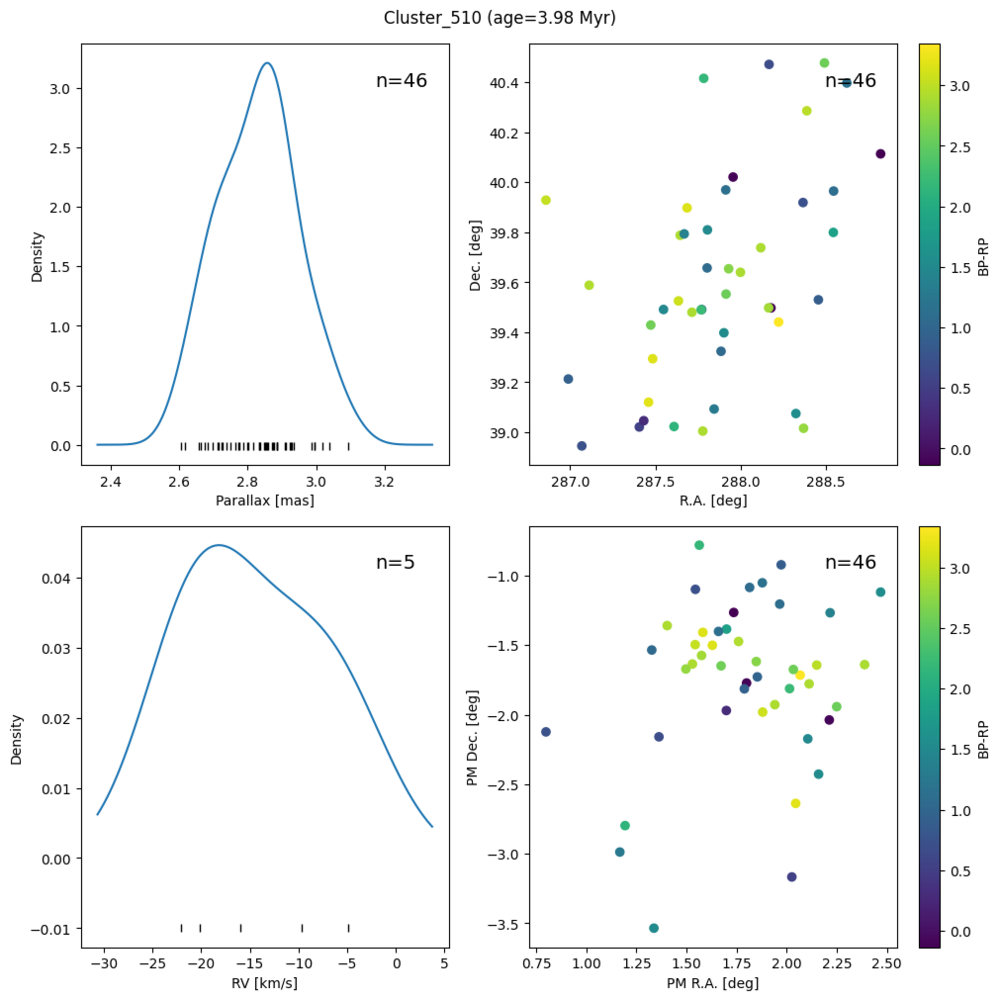 Cluster_510 (age=3.98 Myr)
n=46
Density
3.0
2.5
2.0
1.5
1.0
0.5
0.0
2.4 2.6 2.8 3.0 3.2
Parallax [mas]
n=46
Dec. [deg]
40.4
40.2
40.0
39.8
39.6
39.4
39.2
39.0
287.0 287.5 288.0 288.5
R.A. [deg]
3.0
2.5
2.0
1.5
1.0
0.5
0.0
BP-RP
n=5
Density
0.04
0.03
0.02
0.01
0.00
−0.01
−30 −25 −20 −15 −10 −5 0 5
RV [km/s]
n=46
PM Dec. [deg]
−1.0
−1.5
−2.0
−2.5
−3.0
−3.5
0.75 1.00 1.25 1.50 1.75 2.00 2.25 2.50
PM R.A. [deg]
3.0
2.5
2.0
1.5
1.0
0.5
0.0
BP-RP